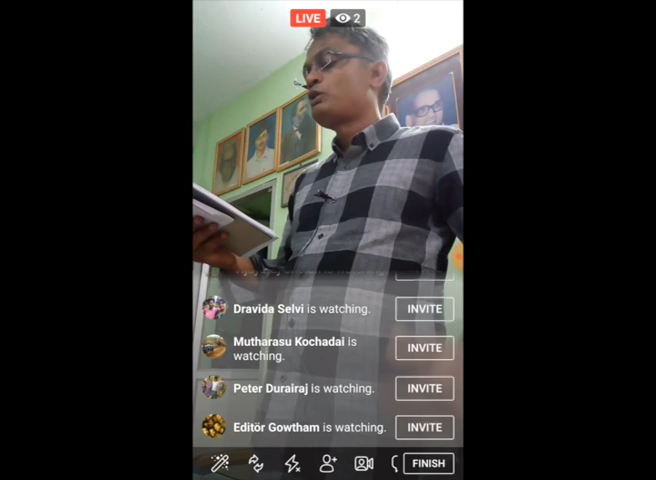 LIVE 2
Dravida Selvi is watching. INVITE
Mutharasu Kochadai is
watching. INVITE
Peter Durairaj is watching. INVITE
Editör Gowtham is watching. INVITE
FINISH